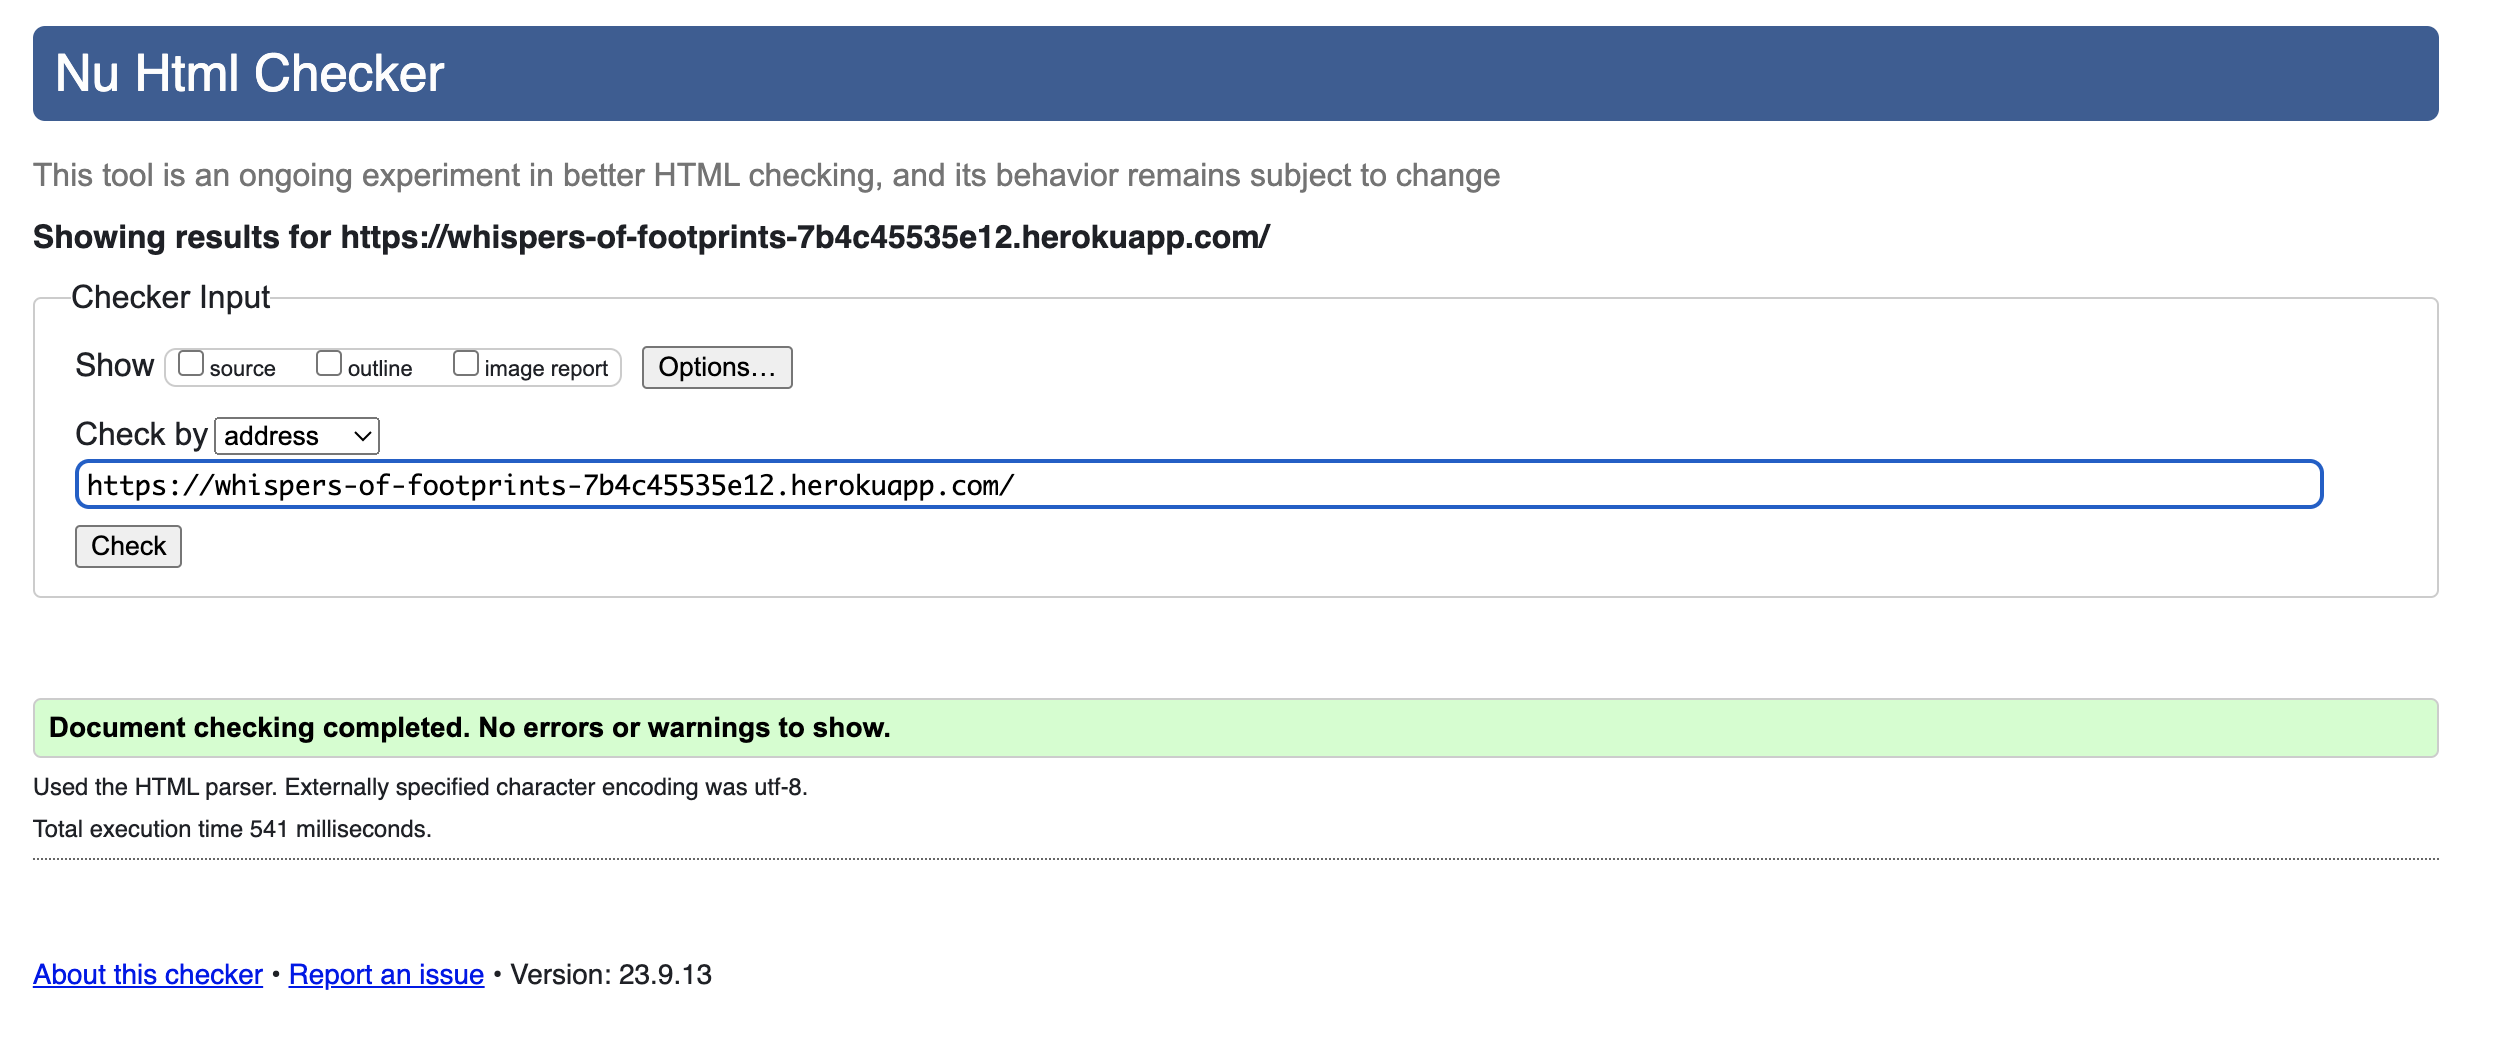 Nu Html Checker
This tool is an ongoing experiment in better HTML checking, and its behavior remains subject to change
Showing results for https://whispers-of-footprints-7b4c45535e12.herokuapp.com/
Checker Input
Show source outline image report Options...
Check by address
https://whispers-of-footprints-7b4c45535e12.herokuapp.com/
Check
Document checking completed. No errors or warnings to show.
Used the HTML parser. Externally specified character encoding was utf-8.
Total execution time 541 milliseconds.
About this checker • Report an issue • Version: 23.9.13